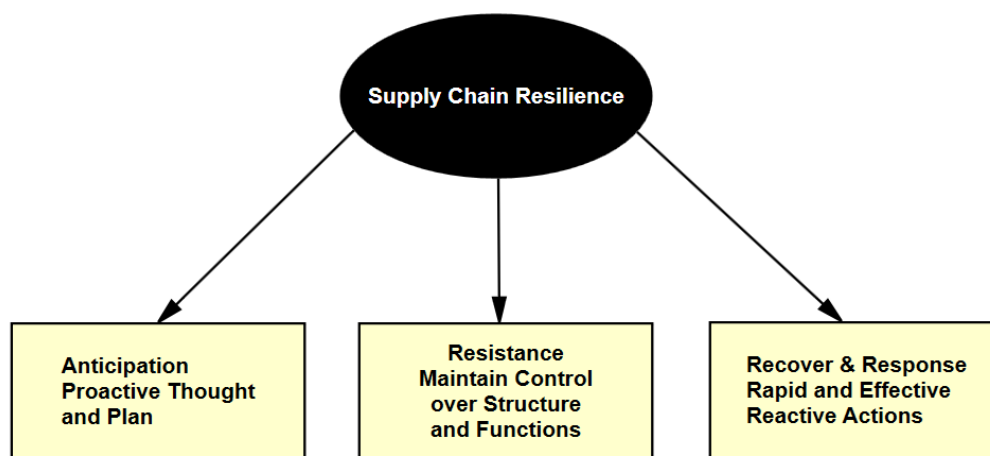 Supply Chain Resilience
Anticipation
Proactive Thought
and Plan
Resistance
Maintain Control
over Structure
and Functions
Recover & Response
Rapid and Effective
Reactive Actions